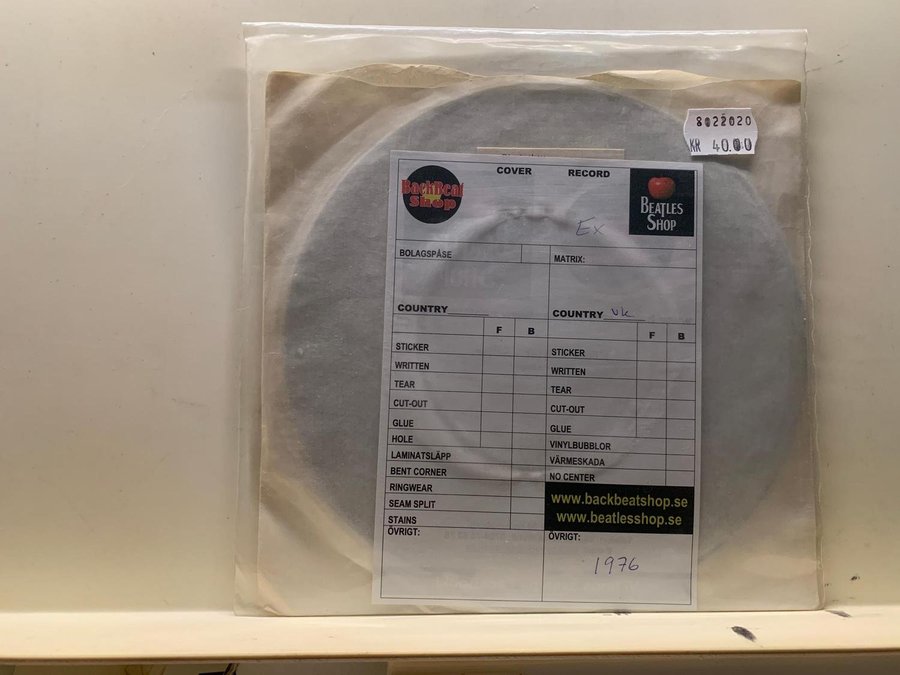 8022020
KR 40.00
COVER RECORD
BackBeat
Shop
BEATLES
SHOP
Ex
BOLAGSPÅSE
MATRIX:
COUNTRY
COUNTRY UK
F B
F B
STICKER
WRITTEN
TEAR
CUT-OUT
GLUE
HOLE
LAMINATSLÄPP
BENT CORNER
RINGWEAR
SEAM SPLIT
STAINS
ÖVRIGT:
STICKER
WRITTEN
TEAR
CUT-OUT
GLUE
VINYLBUBBLOR
VÄRMESKADA
NO CENTER
www.backbeatshop.se
www.beatlesshop.se
ÖVRIGT:
1976